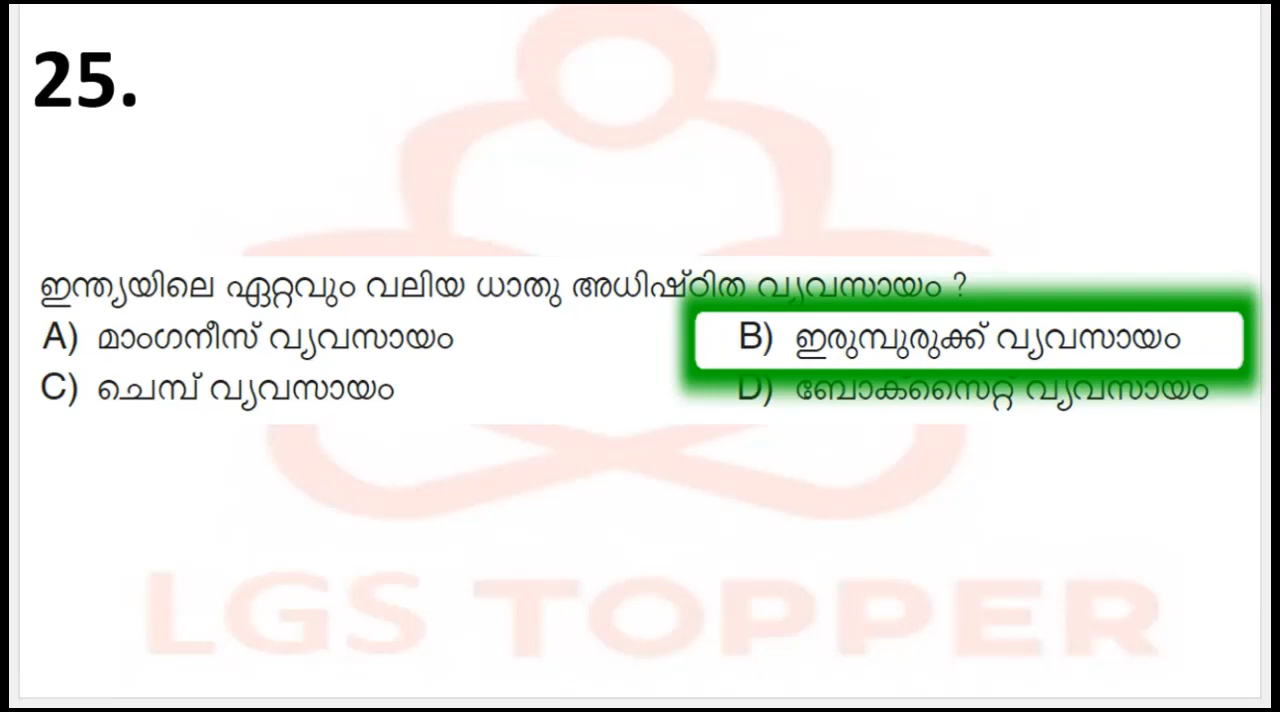 25.
ഇന്ത്യയിലെ ഏറ്റവും വലിയ ധാതു അധിഷ്ഠിത വ്യവസായം ?
A) മാംഗനീസ് വ്യവസായം B) ഇരുമ്പുരുക്ക് വ്യവസായം
C) ചെമ്പ് വ്യവസായം D) ബോക്സൈറ്റ് വ്യവസായം
LGS TOPPER